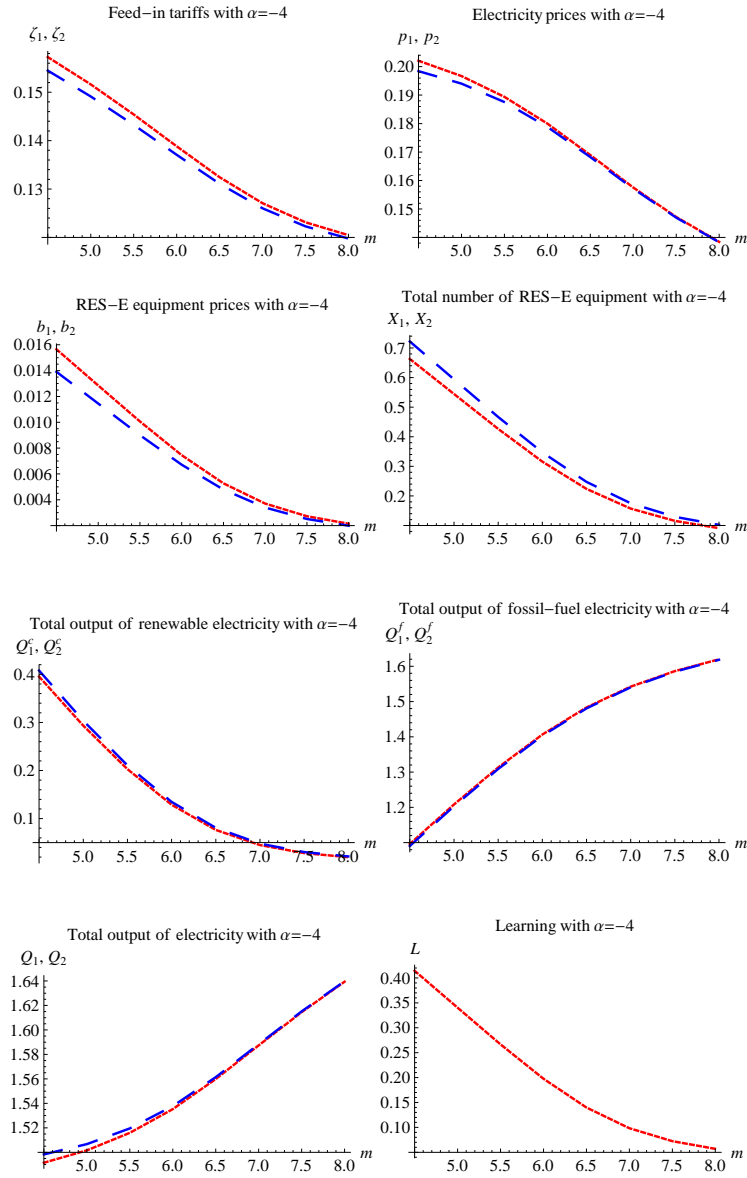 Feed−in tariffs with α=−4
ζ1, ζ2
0.15
0.14
0.13
5.0 5.5 6.0 6.5 7.0 7.5 8.0 m
Electricity prices with α=−4
p1, p2
0.20
0.19
0.18
0.17
0.16
0.15
5.0 5.5 6.0 6.5 7.0 7.5 8.0 m
RES−E equipment prices with α=−4
b1, b2
0.016
0.014
0.012
0.010
0.008
0.006
0.004
5.0 5.5 6.0 6.5 7.0 7.5 8.0 m
Total number of RES−E equipment with α=−4
X1, X2
0.7
0.6
0.5
0.4
0.3
0.2
5.0 5.5 6.0 6.5 7.0 7.5 8.0 m
Total output of renewable electricity with α=−4
Q1^c, Q2^c
0.4
0.3
0.2
0.1
5.0 5.5 6.0 6.5 7.0 7.5 8.0 m
Total output of fossil−fuel electricity with α=−4
Q1^f, Q2^f
1.6
1.5
1.4
1.3
1.2
5.0 5.5 6.0 6.5 7.0 7.5 8.0 m
Total output of electricity with α=−4
Q1, Q2
1.64
1.62
1.60
1.58
1.56
1.54
1.52
5.0 5.5 6.0 6.5 7.0 7.5 8.0 m
Learning with α=−4
L
0.40
0.35
0.30
0.25
0.20
0.15
0.10
5.0 5.5 6.0 6.5 7.0 7.5 8.0 m